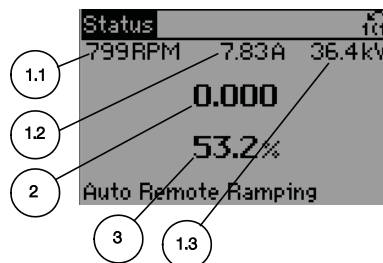 Status
799RPM 7.83A 36.4kW
0.000
53.2%
Auto Remote Ramping
1.1
1.2
2
3
1.3